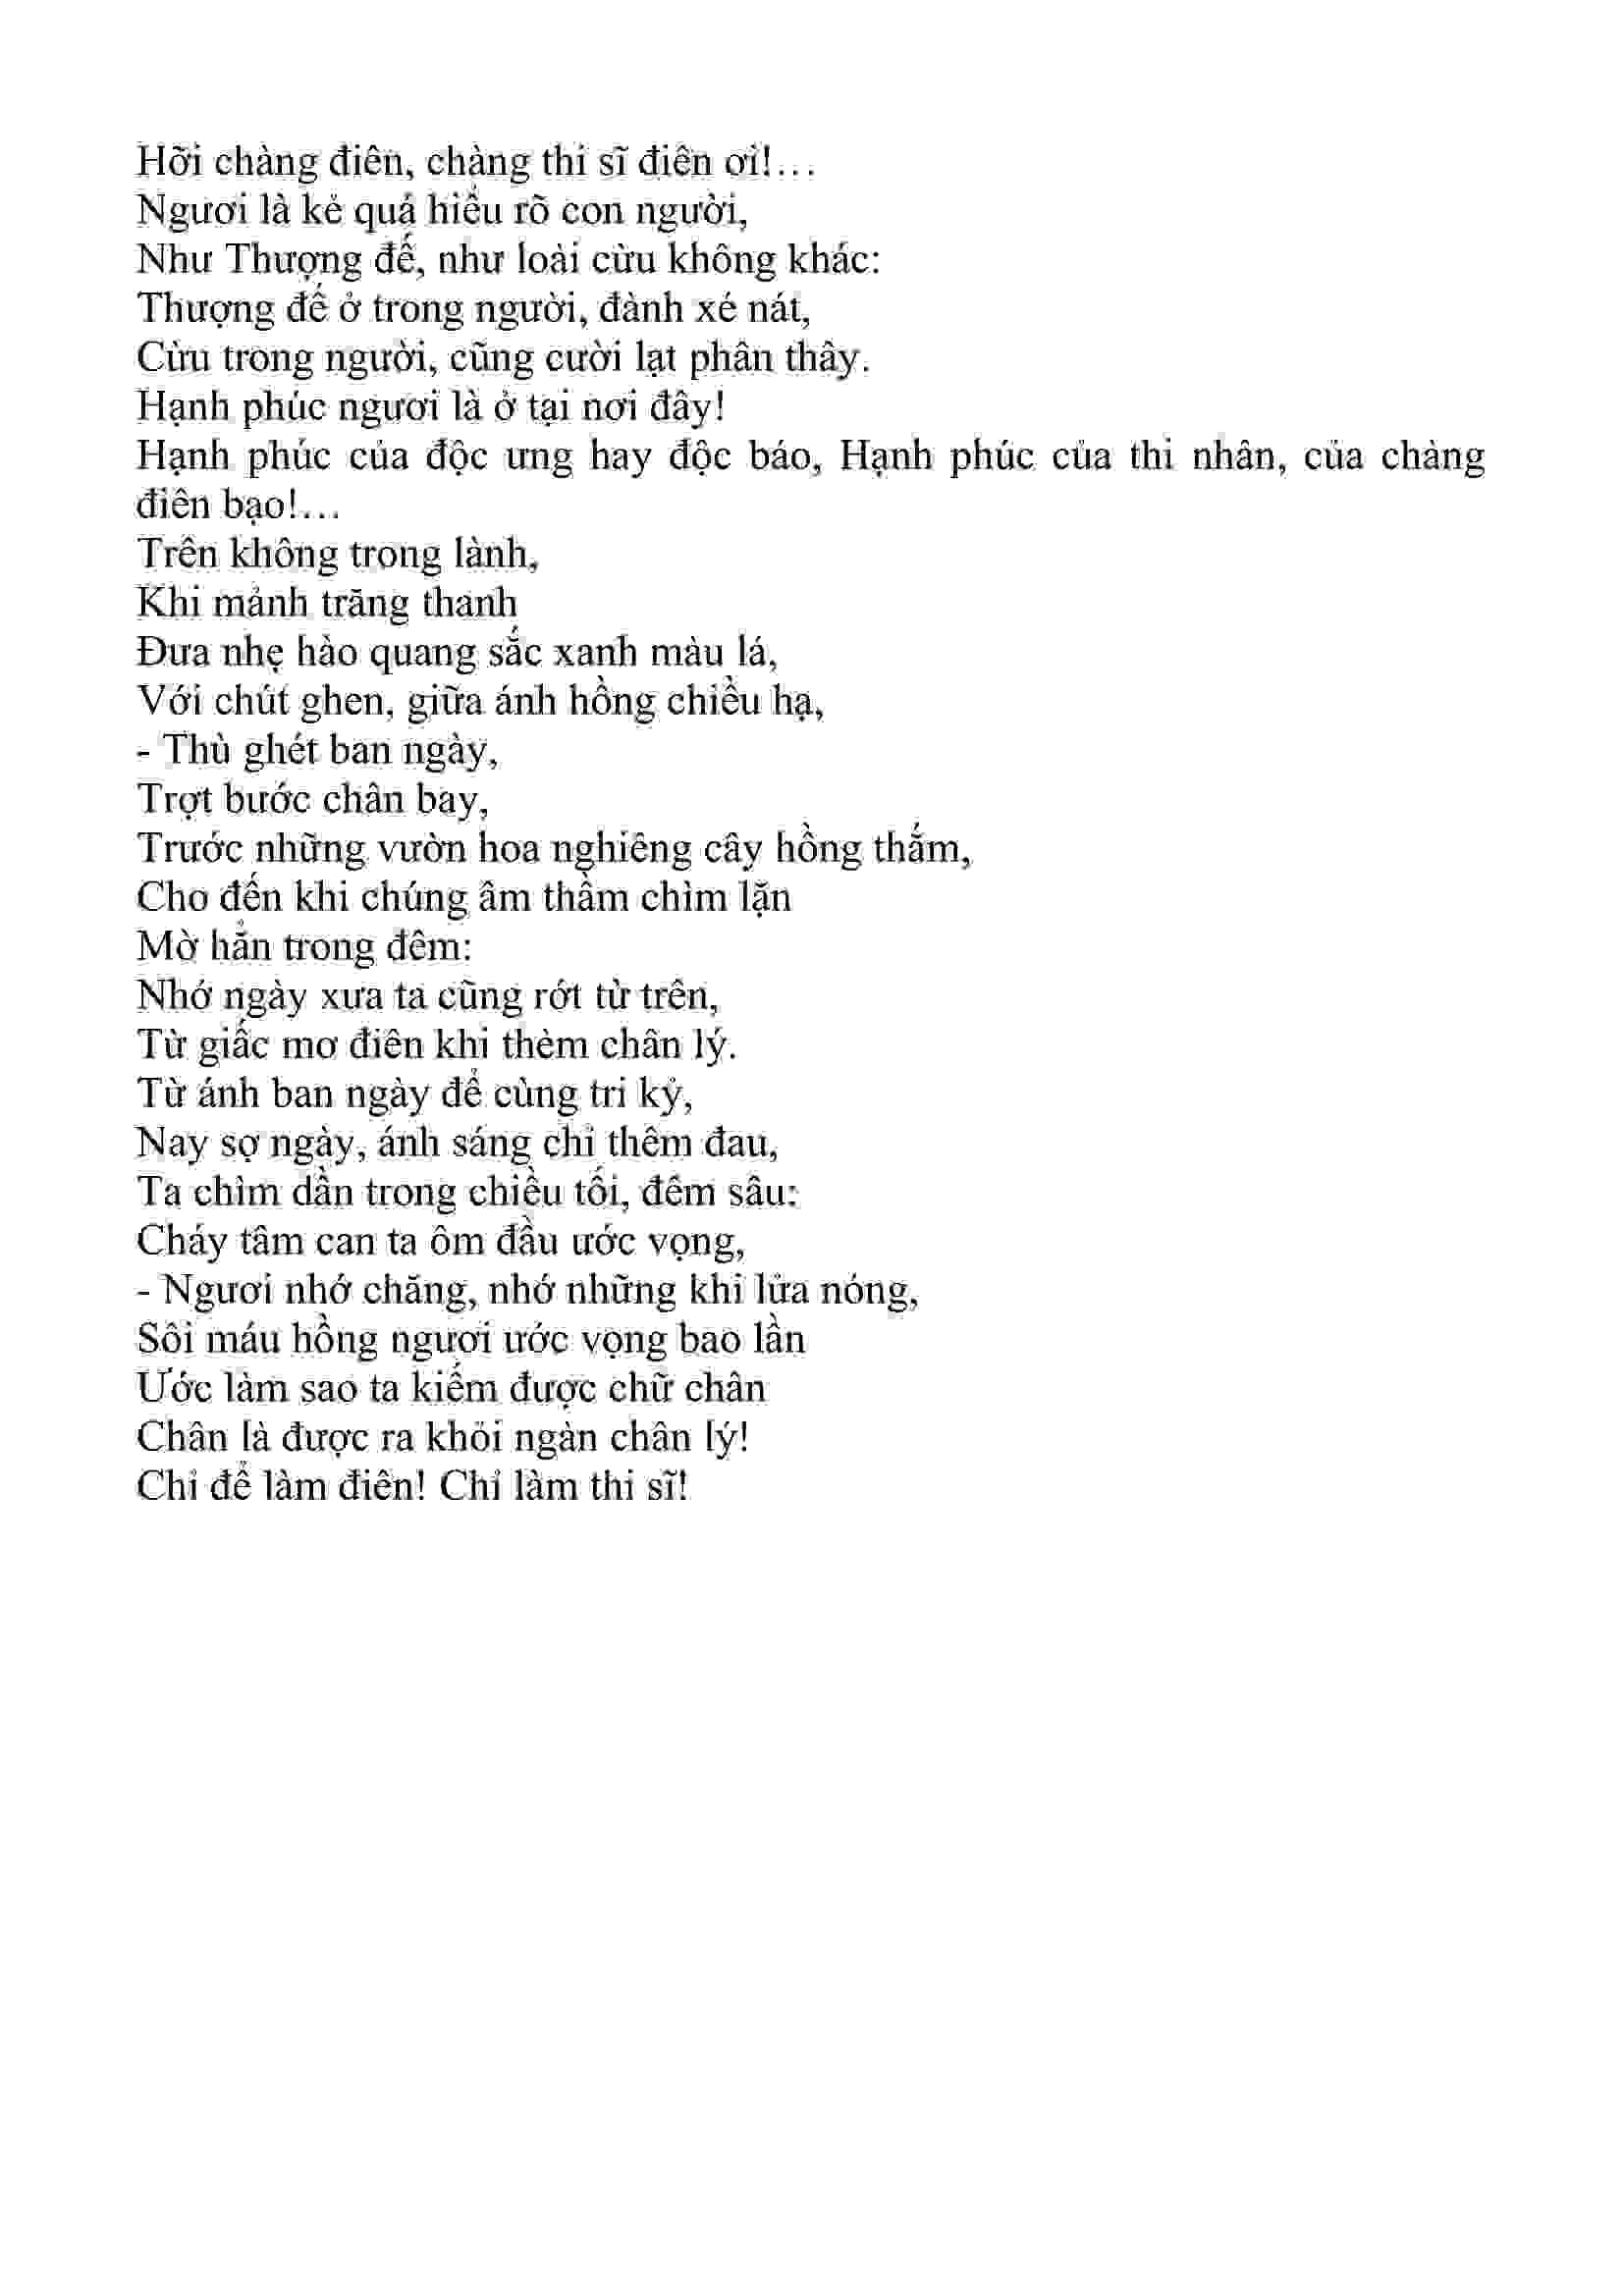 Hỡi chàng điên, chàng thi sĩ điên ơi!…
Ngươi là kẻ quá hiểu rõ con người,
Như Thượng đế, như loài cừu không khác:
Thượng đế ở trong người, đành xé nát,
Cừu trong người, cũng cười lạt phân thây.
Hạnh phúc ngươi là ở tại nơi đây!
Hạnh phúc của độc ưng hay độc báo, Hạnh phúc của thi nhân, của chàng
điên bạo!…
Trên không trong lành,
Khi mảnh trăng thanh
Đưa nhẹ hào quang sắc xanh màu lá,
Với chút ghen, giữa ánh hồng chiều hạ,
- Thù ghét ban ngày,
Trợt bước chân bay,
Trước những vườn hoa nghiêng cây hồng thắm,
Cho đến khi chúng âm thầm chìm lặn
Mờ hẳn trong đêm:
Nhớ ngày xưa ta cũng rớt từ trên,
Từ giấc mơ điên khi thèm chân lý.
Từ ánh ban ngày để cùng tri kỷ,
Nay sợ ngày, ánh sáng chỉ thêm đau,
Ta chìm dần trong chiều tối, đêm sâu:
Cháy tâm can ta ôm đầu ước vọng,
- Ngươi nhớ chăng, nhớ những khi lửa nóng,
Sôi máu hồng ngươi ước vọng bao lần
Ước làm sao ta kiếm được chữ chân
Chân là được ra khỏi ngàn chân lý!
Chỉ để làm điên! Chỉ làm thi sĩ!